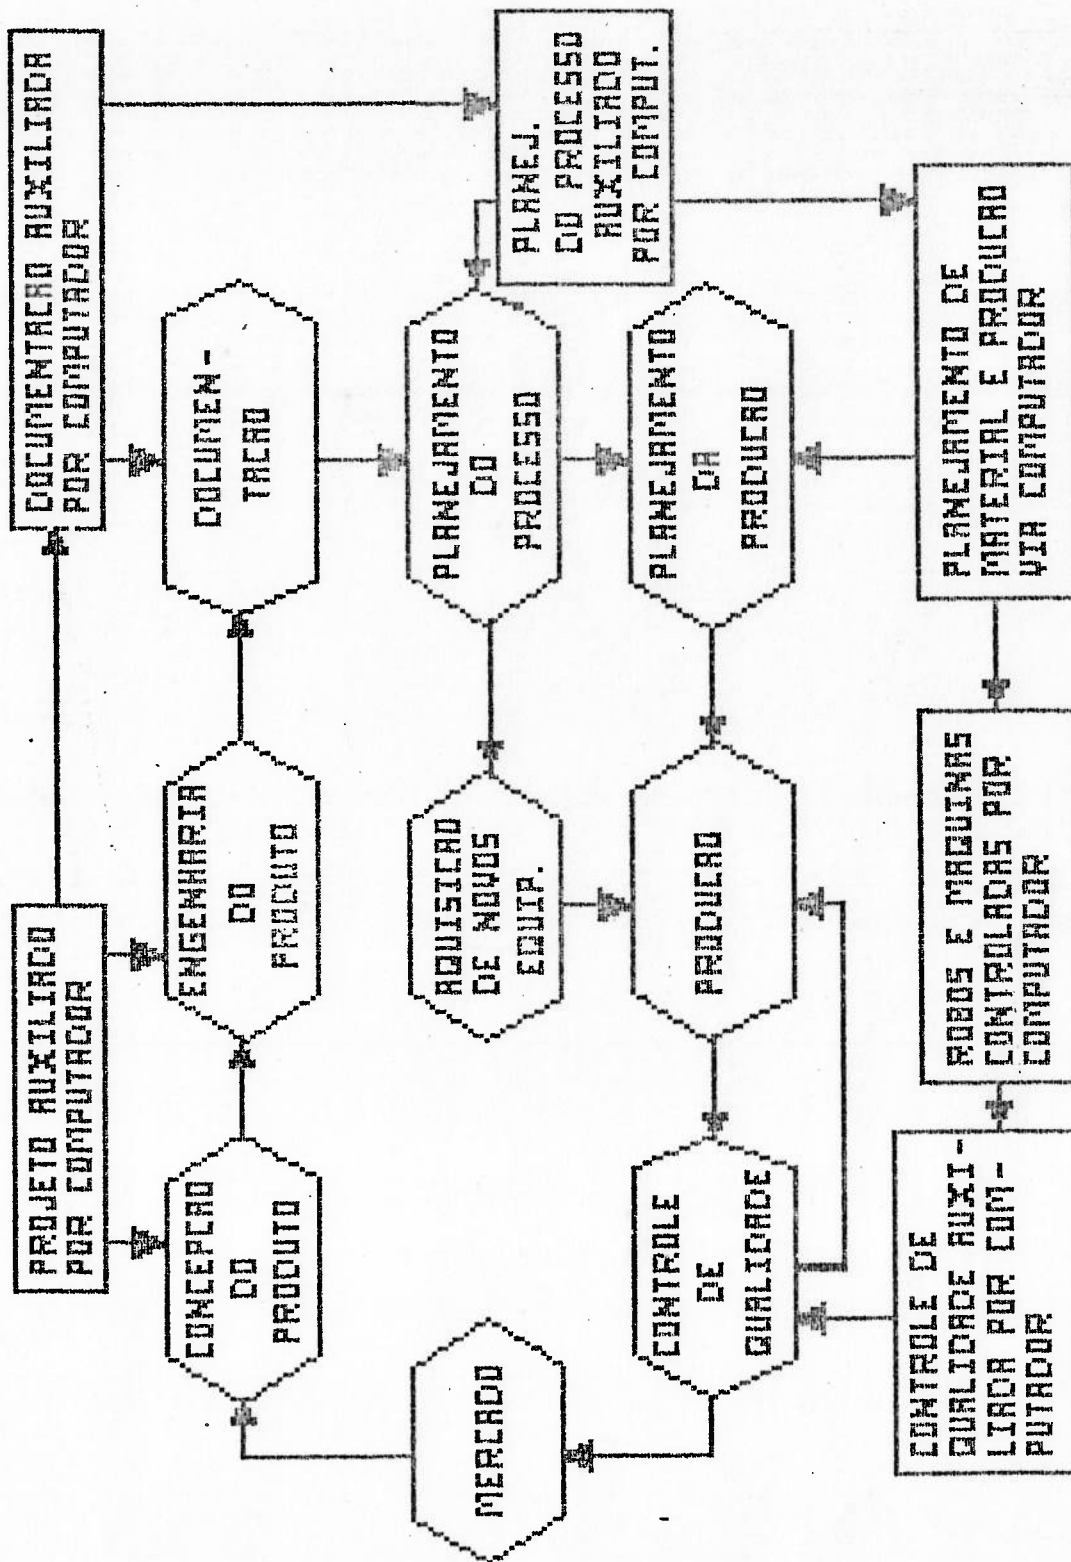 PROJETO AUXILIADO
POR COMPUTADOR
DOCUMENTACAO AUXILIADA
POR COMPUTADOR
CONCEPCAO
DO
PRODUTO
ENGENHARIA
DO
PRODUTO
DOCUMEN-
TACAO
MERCADO
AQUISICAO
DE NOVOS
EQUIP.
PLANEJAMENTO
DO
PROCESSO
PLANEJ.
DO PROCESSO
AUXILIADO
POR COMPUT.
CONTROLE
DE
QUALIDADE
PRODUCAO
PLANEJAMENTO
DA
PRODUCAO
CONTROLE DE
QUALIDADE AUXI-
LIADA POR COM-
PUTADOR
ROBOS E MAQUINAS
CONTROLADAS POR
COMPUTADOR
PLANEJAMENTO DE
MATERIAL E PRODUCAO
VIA COMPUTADOR